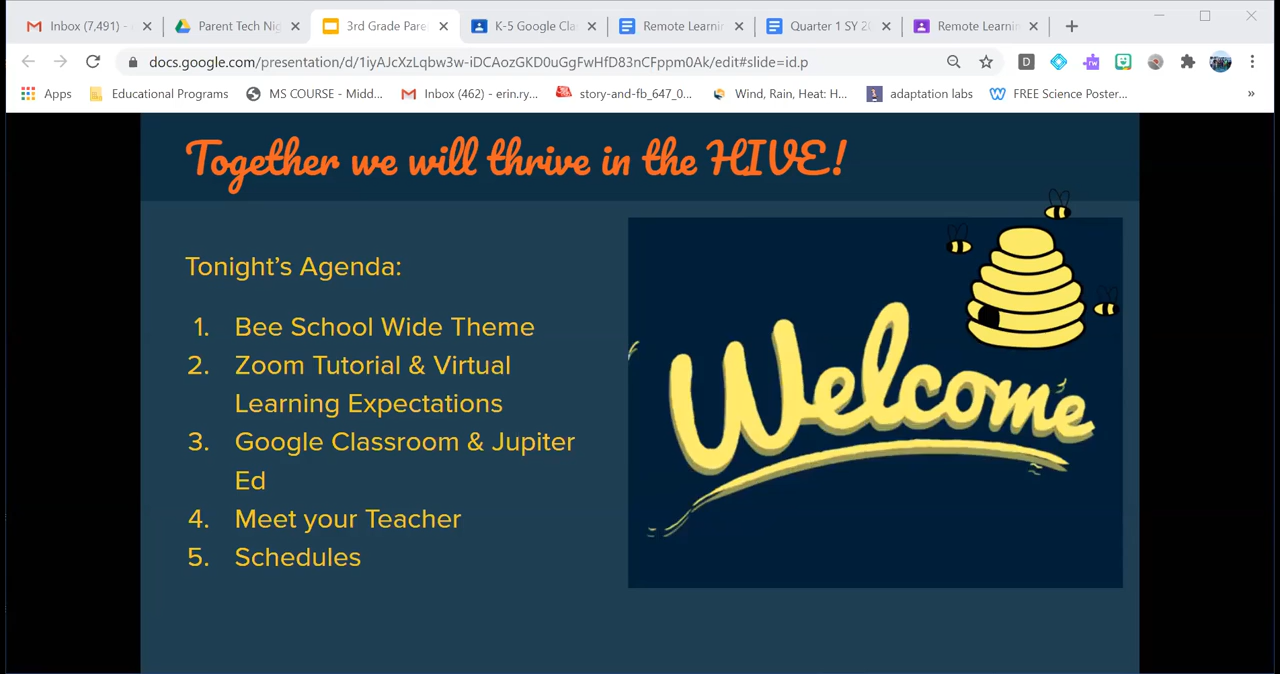 Inbox (7,491) -
Parent Tech Nig
3rd Grade Pare
K-5 Google Cla
Remote Learnin
Quarter 1 SY 20
Remote Learnin
docs.google.com/presentation/d/1iyAJcXzLqbw3w-iDCAozGKD0uGgFwHfD83nCFppm0Ak/edit#slide=id.p
D
rw
Apps
Educational Programs
MS COURSE - Midd...
Inbox (462) - erin.ry...
story-and-fb_647_0...
Wind, Rain, Heat: H...
adaptation labs
FREE Science Poster...
»
Together we will thrive in the HIVE!
Tonight's Agenda:
1. Bee School Wide Theme
2. Zoom Tutorial & Virtual
Learning Expectations
3. Google Classroom & Jupiter
Ed
4. Meet your Teacher
5. Schedules
Welcome